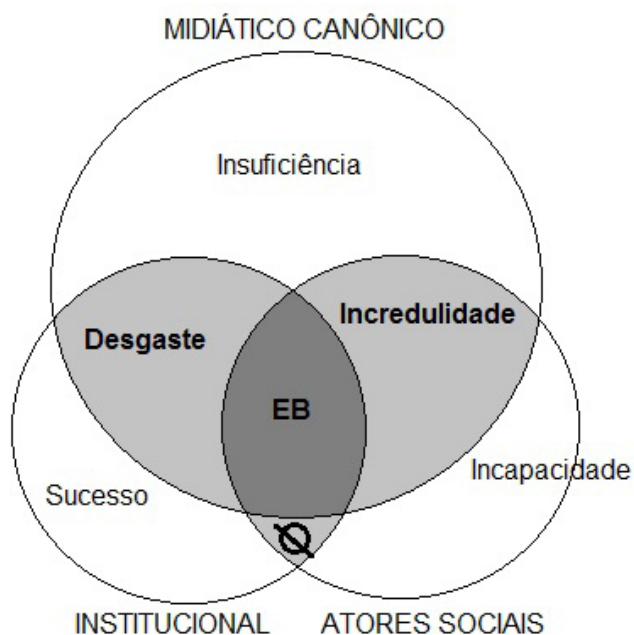 MIDIÁTICO CANÔNICO
Insuficiência
Desgaste
Incredulidade
EB
Sucesso
Incapacidade
Ø
INSTITUCIONAL
ATORES SOCIAIS